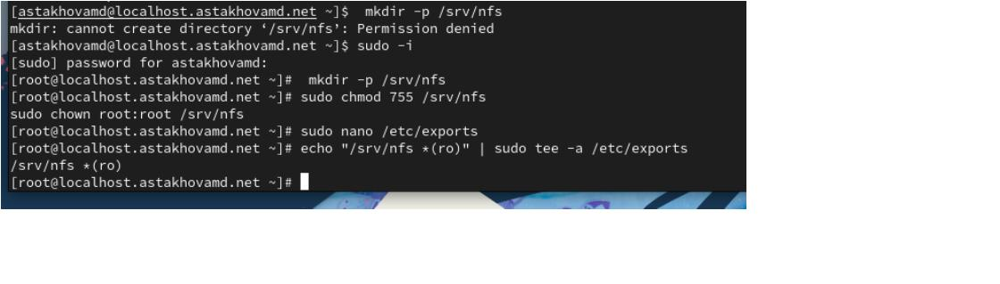 [astakhovamd@localhost.astakhovamd.net ~]$  mkdir -p /srv/nfs
mkdir: cannot create directory ‘/srv/nfs’: Permission denied
[astakhovamd@localhost.astakhovamd.net ~]$ sudo -i
[sudo] password for astakhovamd:
[root@localhost.astakhovamd.net ~]#  mkdir -p /srv/nfs
[root@localhost.astakhovamd.net ~]# sudo chmod 755 /srv/nfs
sudo chown root:root /srv/nfs
[root@localhost.astakhovamd.net ~]# sudo nano /etc/exports
[root@localhost.astakhovamd.net ~]# echo "/srv/nfs *(ro)" | sudo tee -a /etc/exports
/srv/nfs *(ro)
[root@localhost.astakhovamd.net ~]#